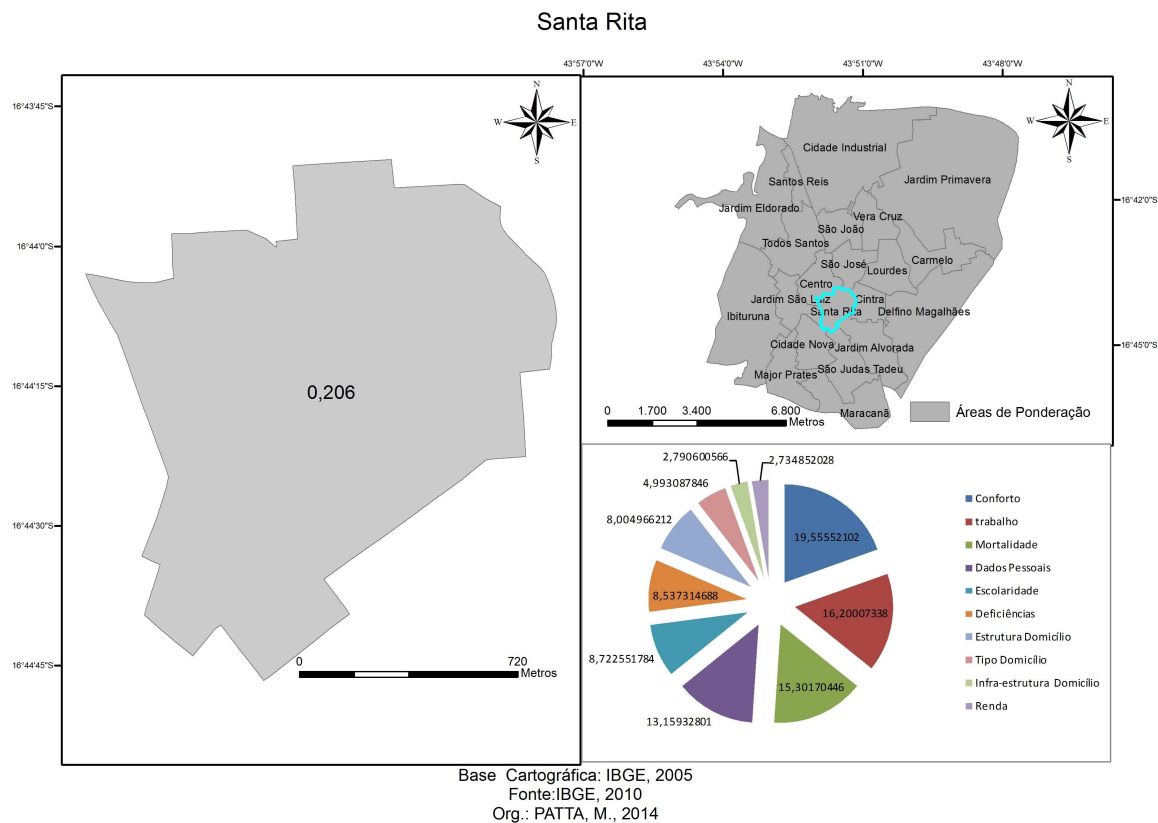 Santa Rita
43°57'0"W
43°54'0"W
43°51'0"W
43°48'0"W
16°43'45"S
16°44'0"S
16°44'15"S
16°44'30"S
16°44'45"S
N
W
E
S
0,206
0
720
Metros
N
W
E
S
16°42'0"S
16°45'0"S
Cidade Industrial
Santos Reis
Jardim Primavera
Jardim Eldorado
Vera Cruz
São João
Todos Santos
São José
Lourdes
Carmelo
Centro
Jardim São Luiz
Cintra
Ibituruna
Santa Rita
Delfino Magalhães
Cidade Nova
Jardim Alvorada
Major Prates
São Judas Tadeu
Maracanã
0 1.700 3.400 6.800
Metros
Áreas de Ponderação
2,790600566
2,734852028
4,993087846
8,004966212
19,55552102
8,537314688
16,20007338
8,722551784
15,30170446
13,15932801
Conforto
trabalho
Mortalidade
Dados Pessoais
Escolaridade
Deficiências
Estrutura Domicílio
Tipo Domicílio
Infra-estrutura Domicílio
Renda
Base Cartográfica: IBGE, 2005
Fonte:IBGE, 2010
Org.: PATTA, M., 2014